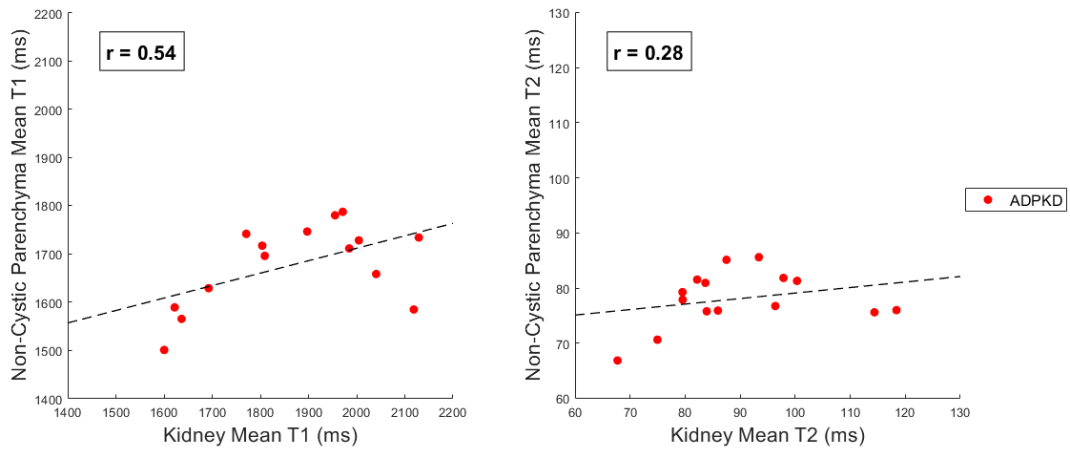 r = 0.54
Non-Cystic Parenchyma Mean T1 (ms)
2200
2100
2000
1900
1800
1700
1600
1500
1400
1400 1500 1600 1700 1800 1900 2000 2100 2200
Kidney Mean T1 (ms)
r = 0.28
Non-Cystic Parenchyma Mean T2 (ms)
130
120
110
100
90
80
70
60
60 70 80 90 100 110 120 130
Kidney Mean T2 (ms)
ADPKD